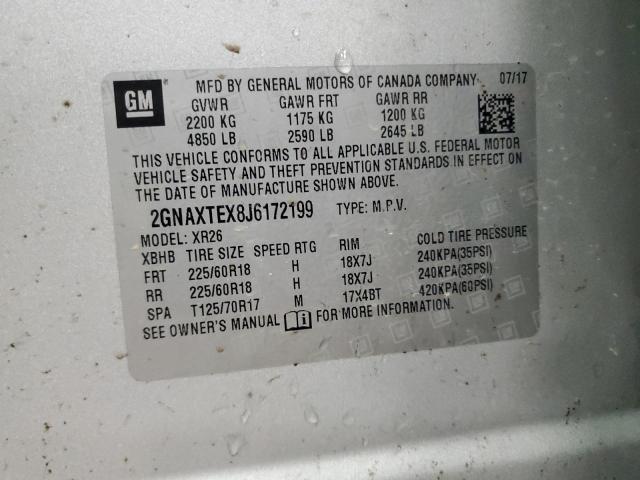 GM
MFD BY GENERAL MOTORS OF CANADA COMPANY 07/17
GVWR GAWR FRT GAWR RR
2200 KG 1175 KG 1200 KG
4850 LB 2590 LB 2645 LB
THIS VEHICLE CONFORMS TO ALL APPLICABLE U.S. FEDERAL MOTOR
VEHICLE SAFETY AND THEFT PREVENTION STANDARDS IN EFFECT ON
THE DATE OF MANUFACTURE SHOWN ABOVE.
2GNAXTEX8J6172199 TYPE: M.P.V.
MODEL: XR26
XBHB TIRE SIZE SPEED RTG RIM COLD TIRE PRESSURE
FRT 225/60R18 H 18X7J 240KPA(35PSI)
RR 225/60R18 H 18X7J 240KPA(35PSI)
SPA T125/70R17 M 17X4BT 420KPA(60PSI)
SEE OWNER'S MANUAL FOR MORE INFORMATION.